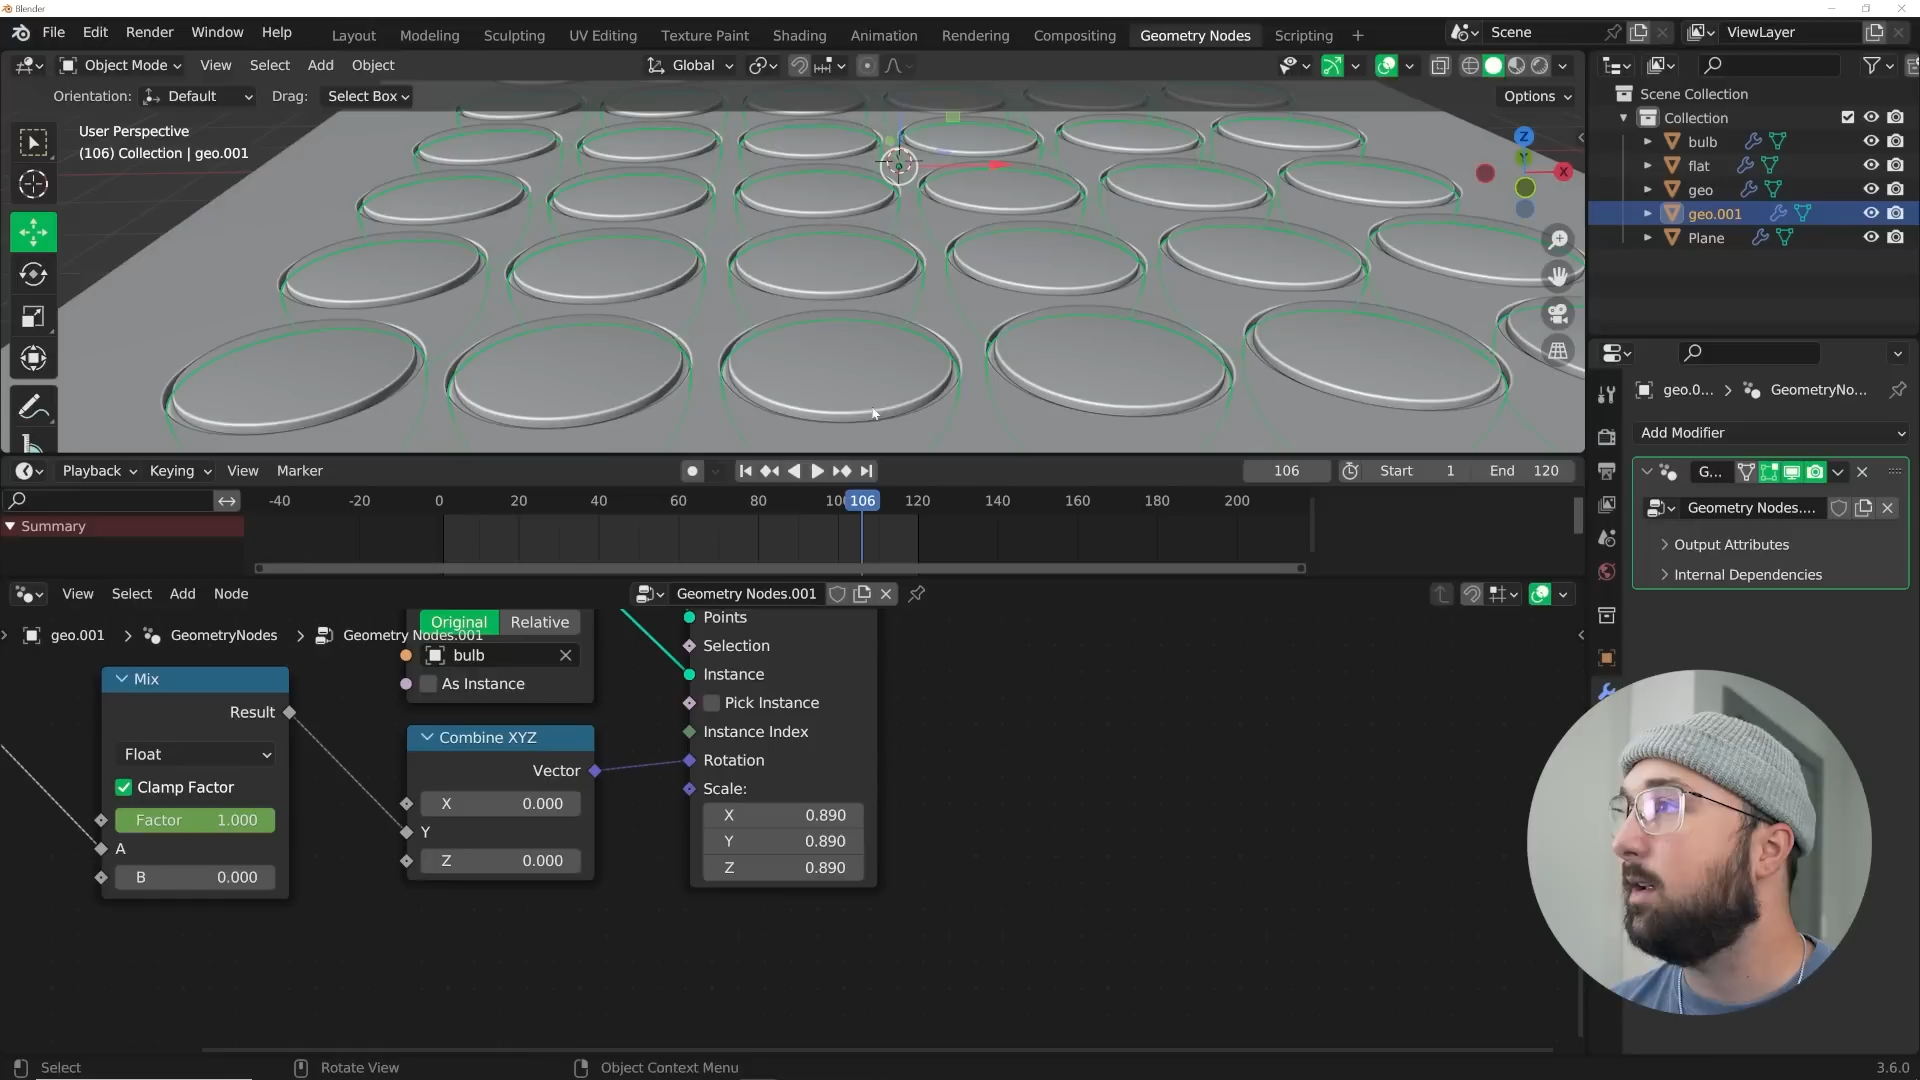 Blender
File Edit Render Window Help
Layout Modeling Sculpting UV Editing Texture Paint Shading Animation Rendering Compositing Geometry Nodes Scripting +
Scene
ViewLayer
Object Mode View Select Add Object
Global
Orientation: Default Drag: Select Box
Options
User Perspective
(106) Collection | geo.001
Z
Y
X
Scene Collection
Collection
bulb
flat
geo
geo.001
Plane
geo.0... > GeometryNo...
Add Modifier
G...
Geometry Nodes....
Output Attributes
Internal Dependencies
Playback Keying View Marker
106 Start 1 End 120
-40 -20 0 20 40 60 80 10 106 120 140 160 180 200
Summary
View Select Add Node
Geometry Nodes.001
geo.001 > GeometryNodes > Geometry Nodes.001
Original Relative
bulb
As Instance
Mix
Result
Float
Clamp Factor
Factor 1.000
A
B 0.000
Combine XYZ
Vector
X 0.000
Y
Z 0.000
Points
Selection
Instance
Pick Instance
Instance Index
Rotation
Scale:
X 0.890
Y 0.890
Z 0.890
Select Rotate View Object Context Menu
3.6.0